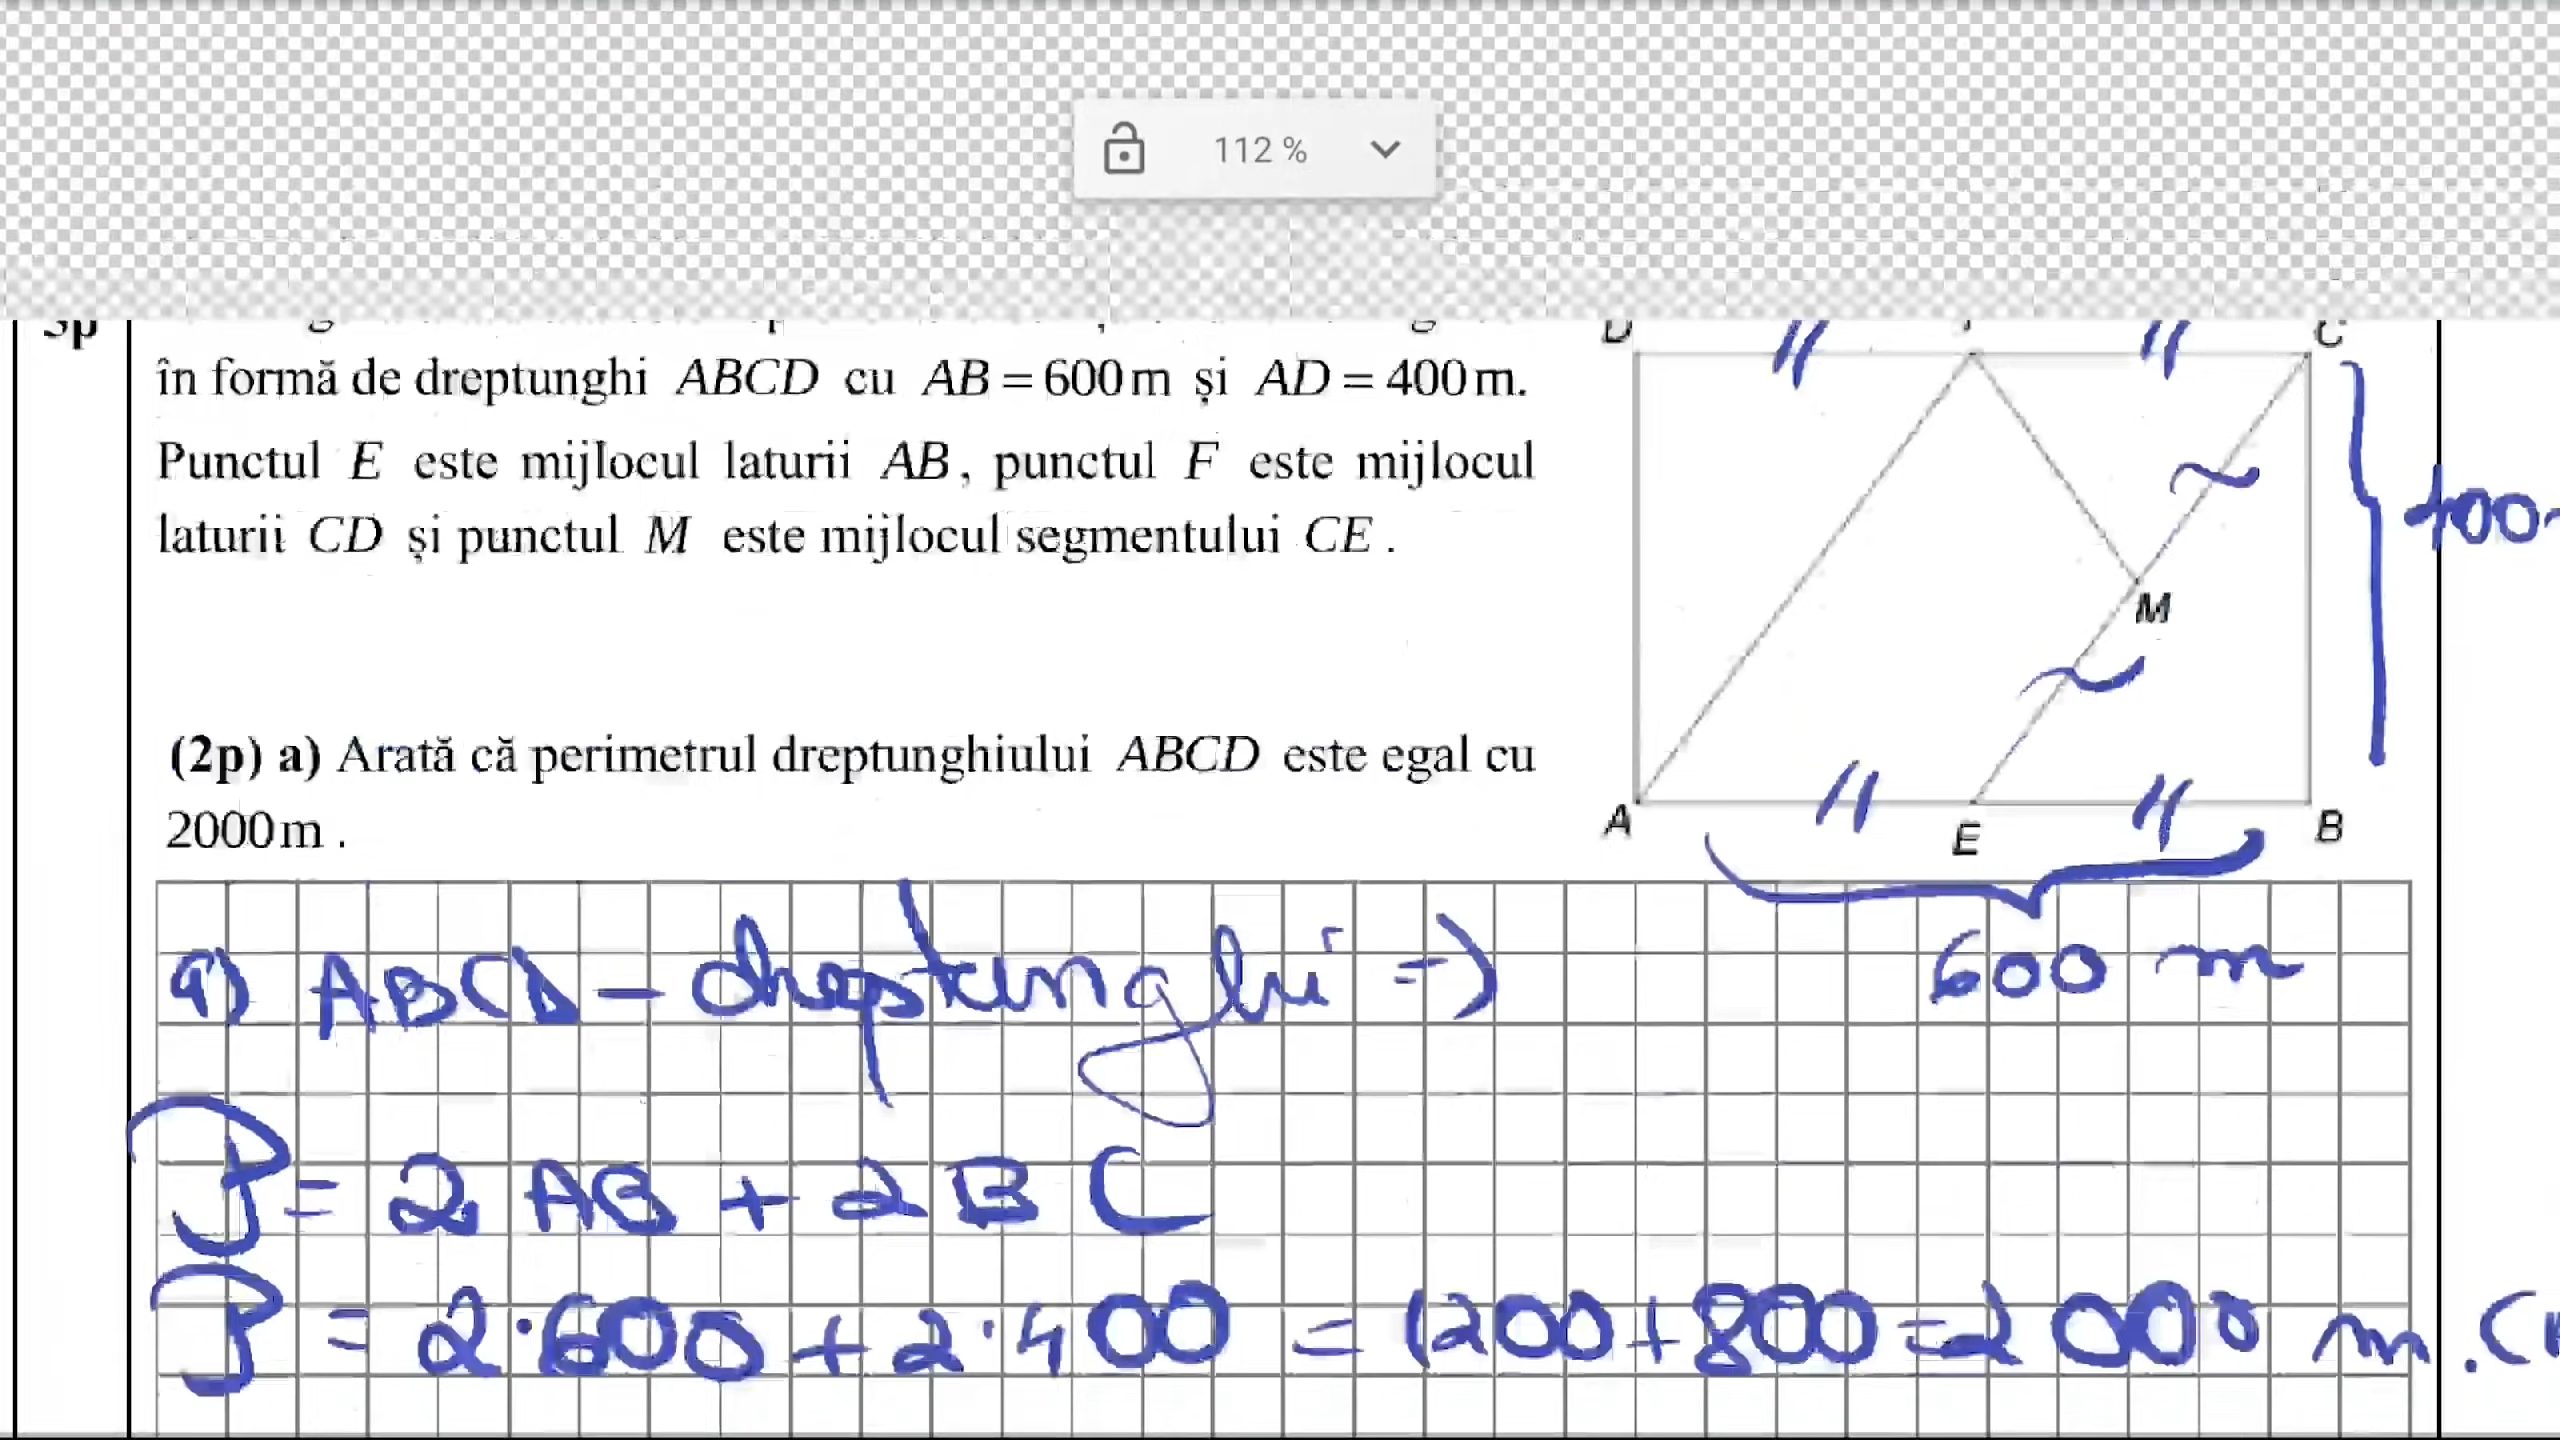 112 %
5p
în formă de dreptunghi ABCD cu AB = 600 m și AD = 400 m.
Punctul E este mijlocul laturii AB, punctul F este mijlocul
laturii CD și punctul M este mijlocul segmentului CE.
(2p) a) Arată că perimetrul dreptunghiului ABCD este egal cu
2000 m.
D
C
400
M
A
E
B
600 m
a) ABCD - dreptunghi =>
P = 2AB + 2BC
P = 2·600 + 2·400 = 1200+800=2000 m.